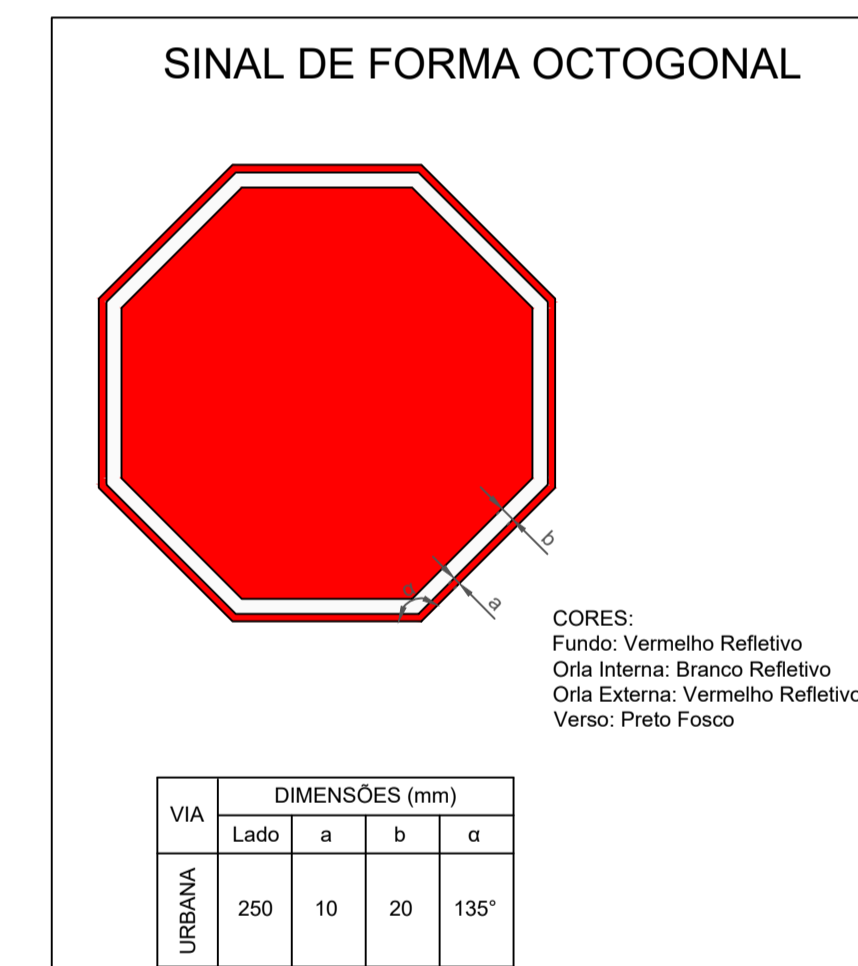 SINAL DE FORMA OCTOGONAL
b
α
a
CORES:
Fundo: Vermelho Refletivo
Orla Interna: Branco Refletivo
Orla Externa: Vermelho Refletivo
Verso: Preto Fosco
VIA
DIMENSÕES (mm)
Lado a b α
URBANA
250 10 20 135°